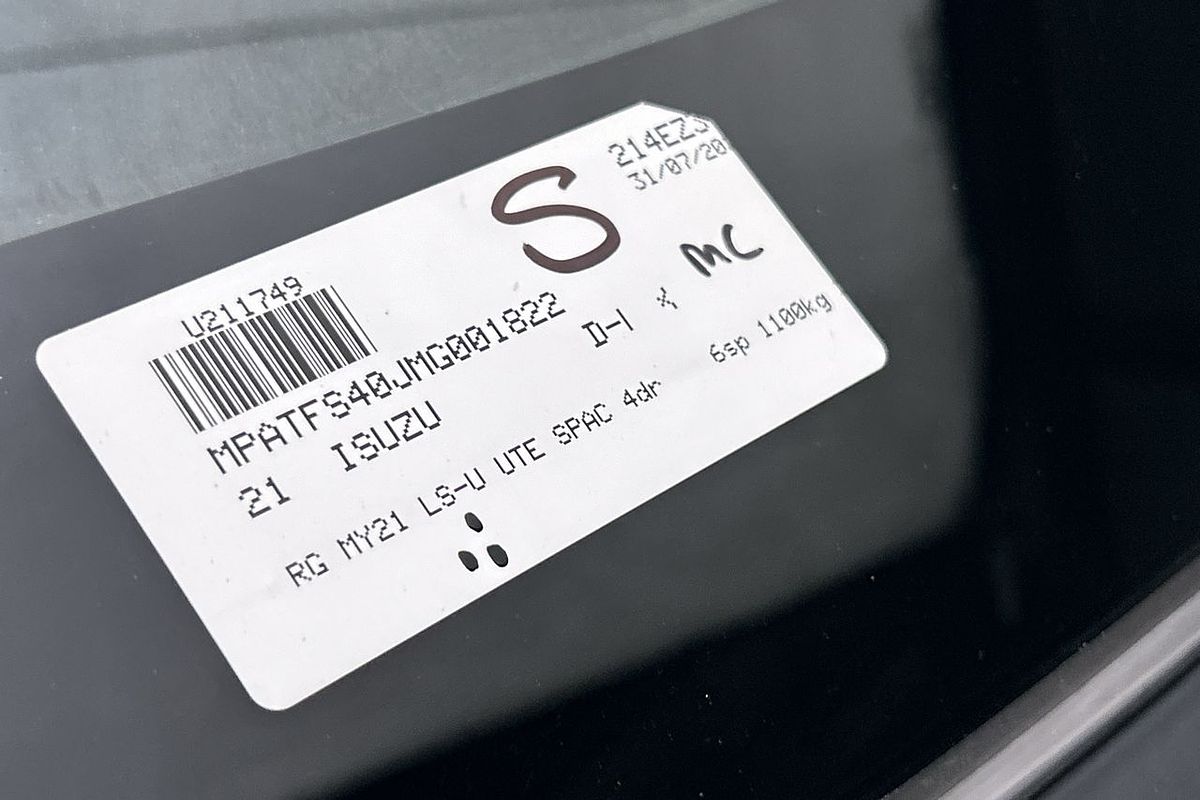 214EZ3
31/07/20
S
MC
U211749
MPATFS40JMG001822
21 ISUZU D-
RG MY21 LS-U UTE SPAC 4dr 6sp 1100kg